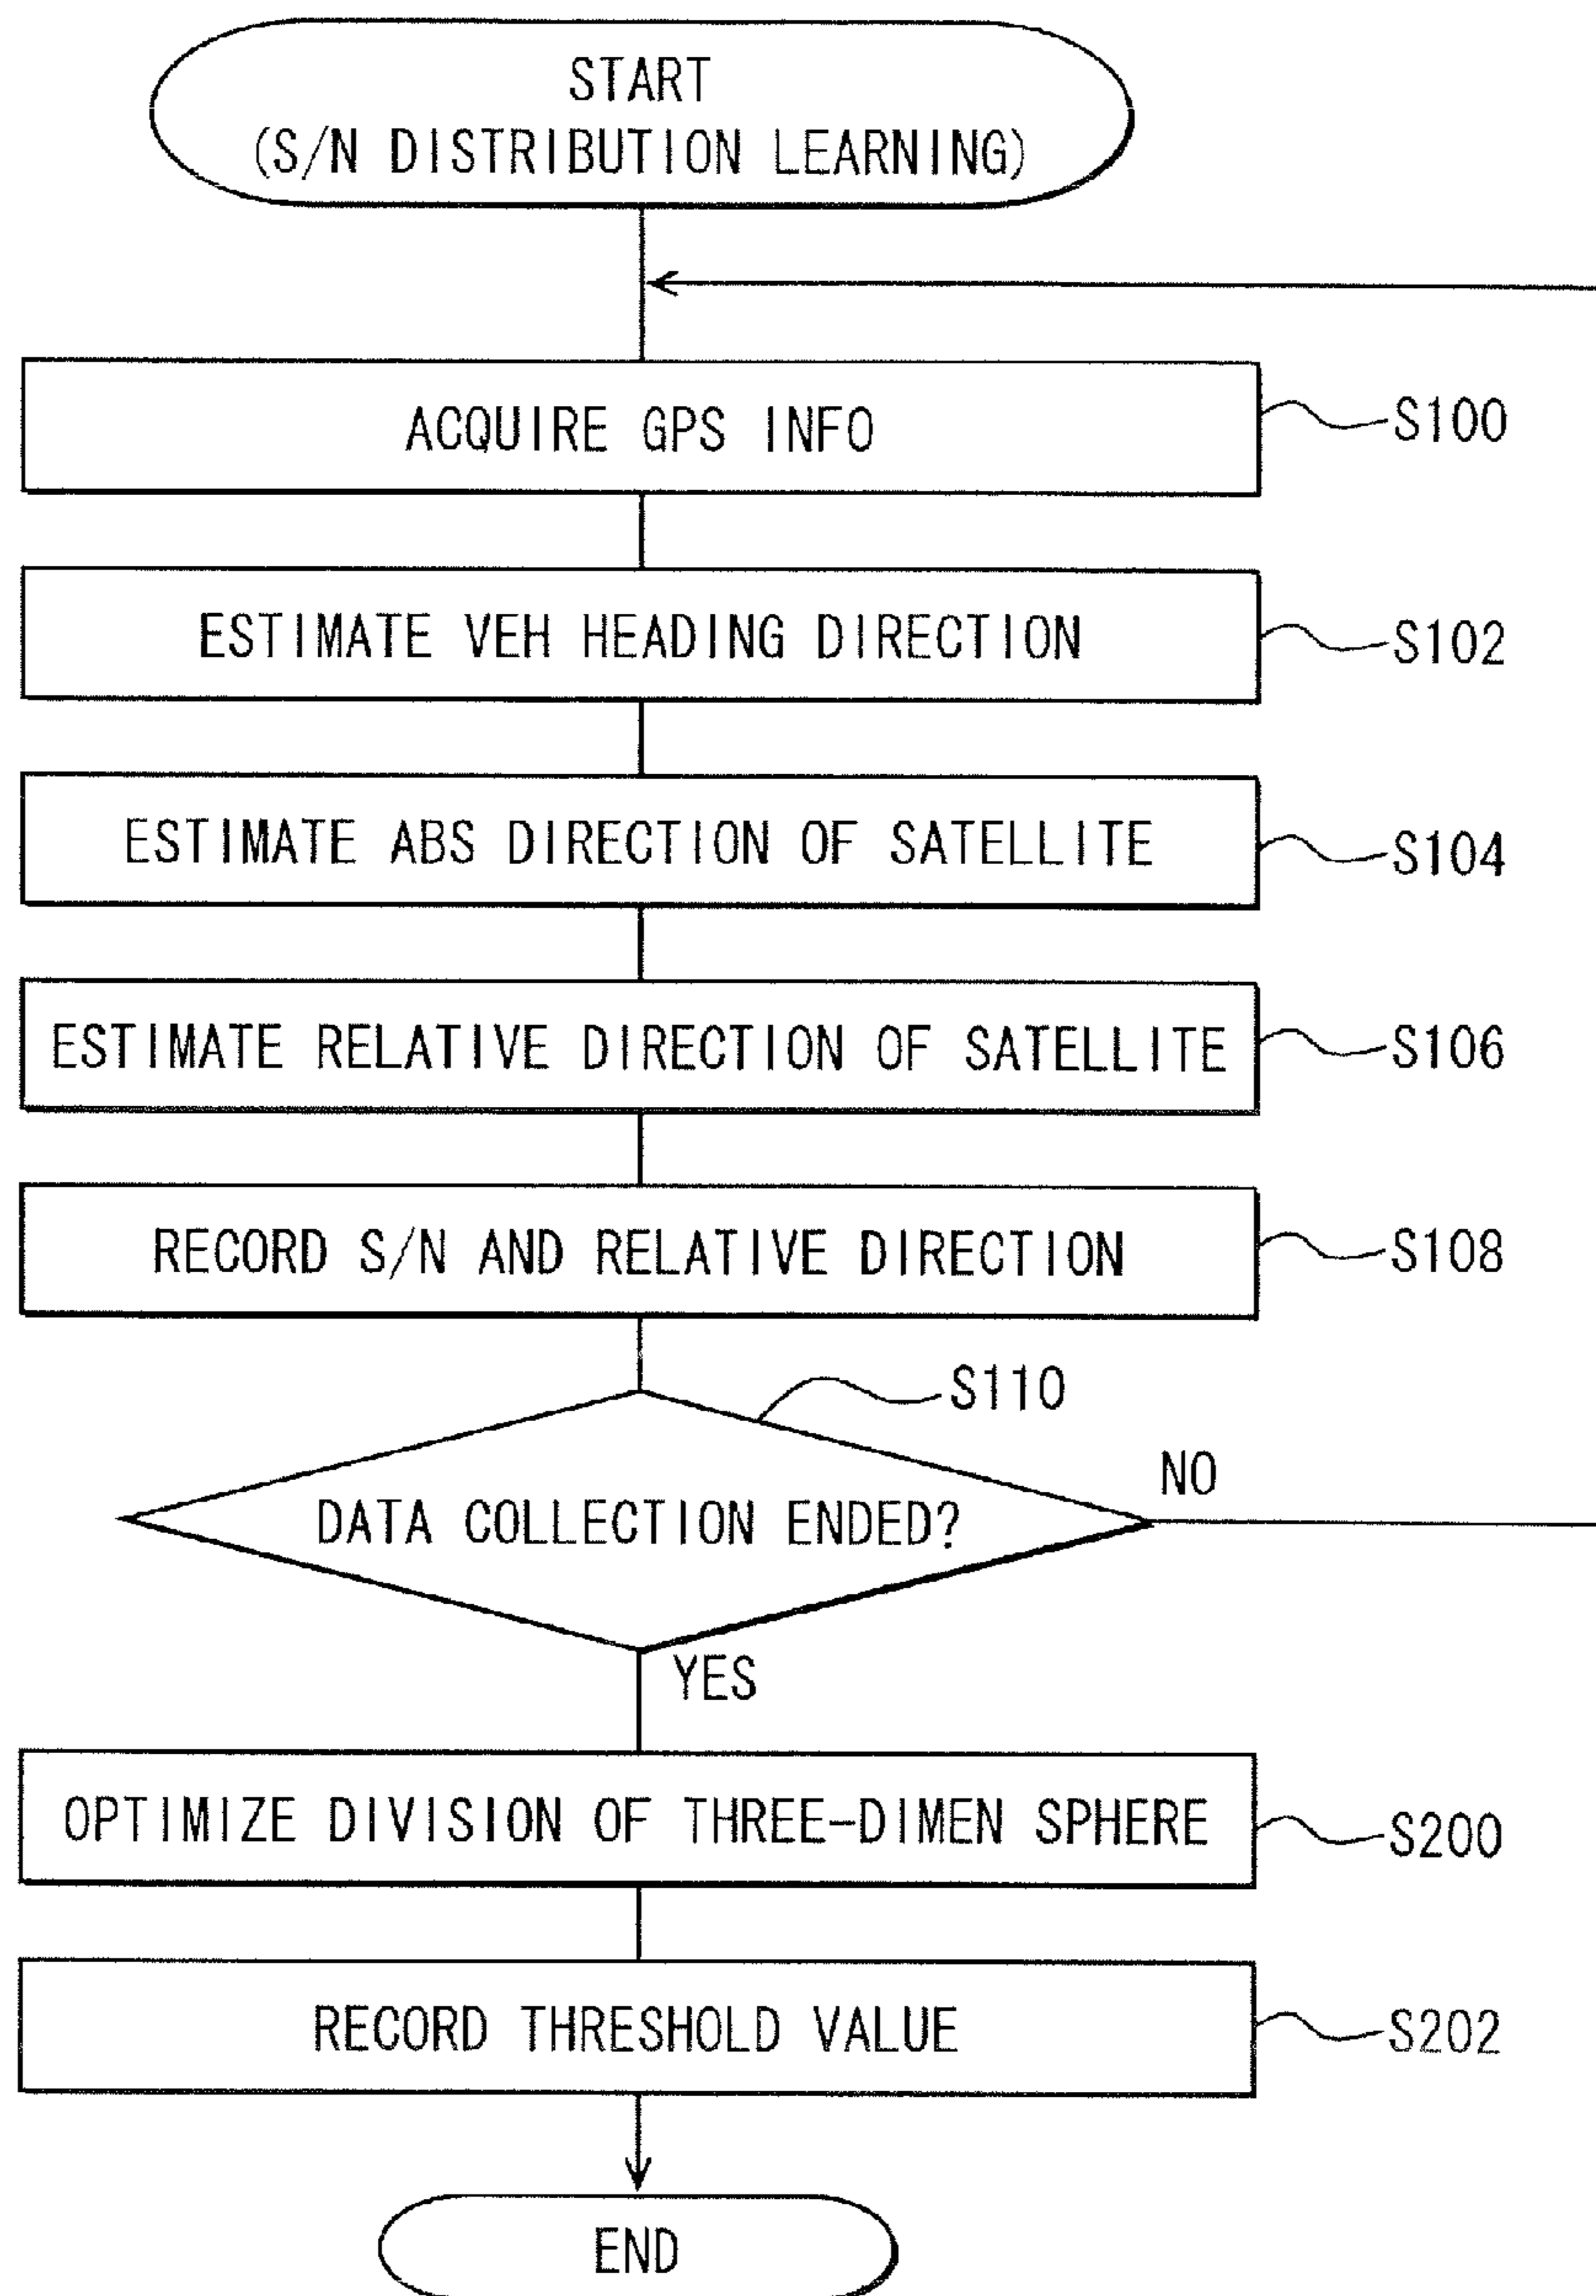 START
(S/N DISTRIBUTION LEARNING)
ACQUIRE GPS INFO
S100
ESTIMATE VEH HEADING DIRECTION
S102
ESTIMATE ABS DIRECTION OF SATELLITE
S104
ESTIMATE RELATIVE DIRECTION OF SATELLITE
S106
RECORD S/N AND RELATIVE DIRECTION
S108
S110
DATA COLLECTION ENDED?
NO
YES
OPTIMIZE DIVISION OF THREE-DIMEN SPHERE
S200
RECORD THRESHOLD VALUE
S202
END